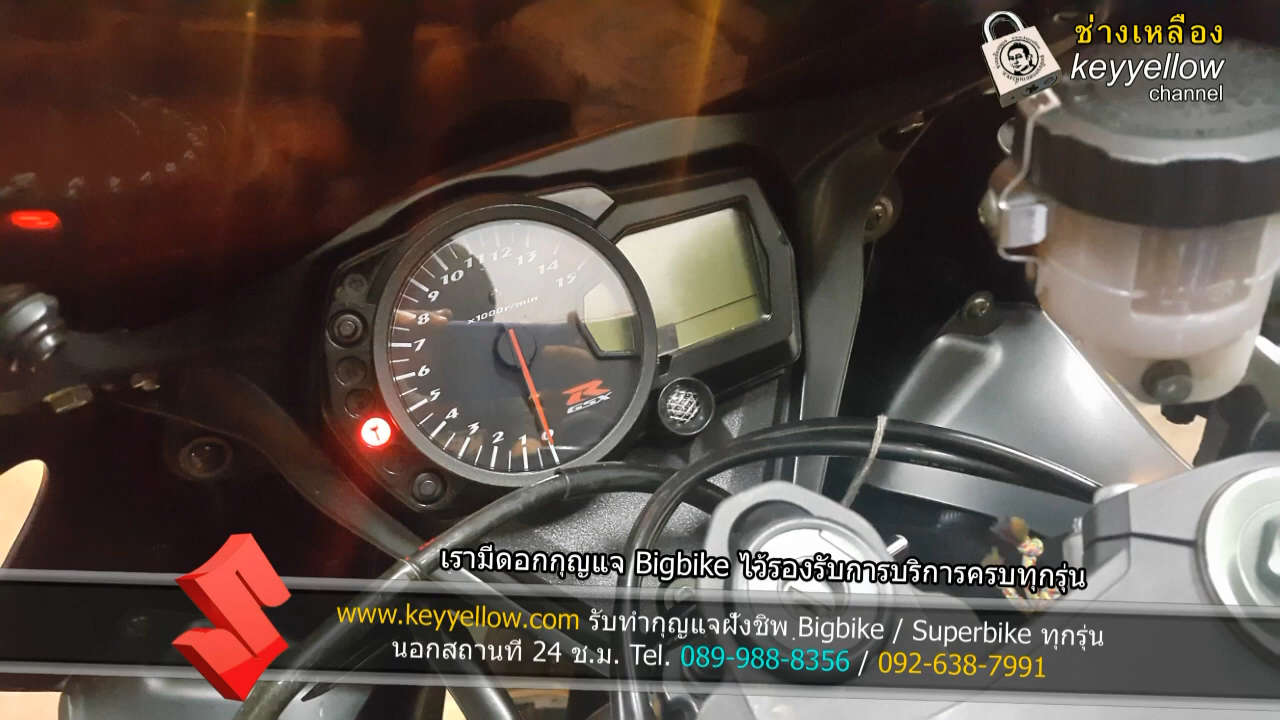 ช่างเหลือง
keyyellow
channel
15
14
13
12
11
10
9
8
7
6
5
4
3
2
1
0
x1000r/min
R
GSX
เรามีดอกกุญแจ Bigbike ไว้รองรับการบริการครบทุกรุ่น
www.keyyellow.com รับทำกุญแจฝังชิพ Bigbike / Superbike ทุกรุ่น
นอกสถานที่ 24 ช.ม. Tel. 089-988-8356 / 092-638-7991